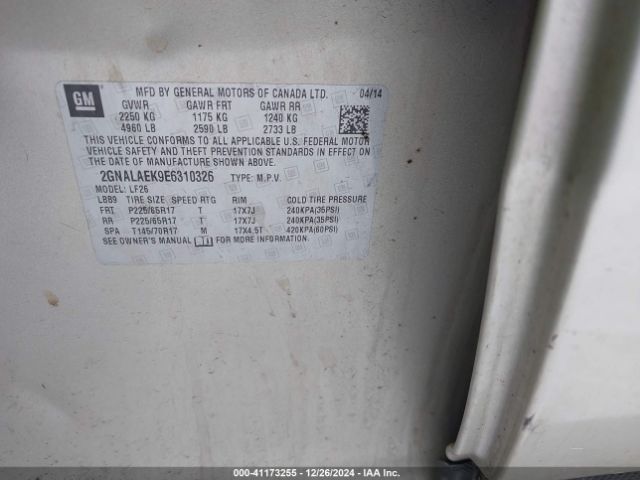 GM
MFD BY GENERAL MOTORS OF CANADA LTD. 04/14
GVWR GAWR FRT GAWR RR
2250 KG 1175 KG 1240 KG
4960 LB 2590 LB 2733 LB
THIS VEHICLE CONFORMS TO ALL APPLICABLE U.S. FEDERAL MOTOR
VEHICLE SAFETY AND THEFT PREVENTION STANDARDS IN EFFECT
ON THE DATE OF MANUFACTURE SHOWN ABOVE.
2GNALAEK9E6310326 TYPE: M.P.V.
MODEL: LF26
LBB9 TIRE SIZE SPEED RTG RIM COLD TIRE PRESSURE
FRT P225/65R17 T 17X7J 240KPA(35PSI)
RR P225/65R17 T 17X7J 240KPA(35PSI)
SPA T145/70R17 M 17X4.5T 420KPA(60PSI)
SEE OWNER'S MANUAL FOR MORE INFORMATION
000-41173255 - 12/26/2024 - IAA Inc.